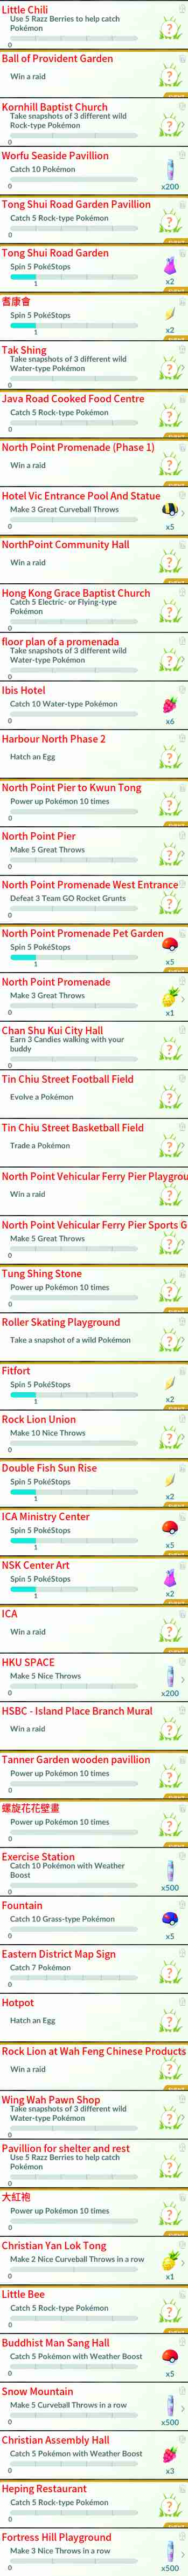 Little Chili
Use 5 Razz Berries to help catch
Pokémon
0
Ball of Provident Garden
Win a raid
Kornhill Baptist Church
Take snapshots of 3 different wild
Rock-type Pokémon
0
Worfu Seaside Pavillion
Catch 10 Pokémon
0
x200
Tong Shui Road Garden Pavillion
Catch 5 Rock-type Pokémon
0
Tong Shui Road Garden
Spin 5 PokéStops
1
x2
耆康會
Spin 5 PokéStops
1
x2
Tak Shing
Take snapshots of 3 different wild
Water-type Pokémon
0
Java Road Cooked Food Centre
Catch 5 Rock-type Pokémon
0
North Point Promenade (Phase 1)
Win a raid
Hotel Vic Entrance Pool And Statue
Make 3 Great Curveball Throws
0
x5
NorthPoint Community Hall
Win a raid
Hong Kong Grace Baptist Church
Catch 5 Electric- or Flying-type
Pokémon
0
floor plan of a promenada
Take snapshots of 3 different wild
Water-type Pokémon
0
Ibis Hotel
Catch 10 Water-type Pokémon
0
x6
Harbour North Phase 2
Hatch an Egg
North Point Pier to Kwun Tong
Power up Pokémon 10 times
0
North Point Pier
Make 5 Great Throws
0
North Point Promenade West Entrance
Defeat 3 Team GO Rocket Grunts
0
North Point Promenade Pet Garden
Spin 5 PokéStops
1
x5
North Point Promenade
Make 3 Great Throws
0
x1
Chan Shu Kui City Hall
Earn 3 Candies walking with your
buddy
0
Tin Chiu Street Football Field
Evolve a Pokémon
Tin Chiu Street Basketball Field
Trade a Pokémon
North Point Vehicular Ferry Pier Playgrou
Win a raid
North Point Vehicular Ferry Pier Sports G
Make 5 Great Throws
0
Tung Shing Stone
Power up Pokémon 10 times
0
Roller Skating Playground
Take a snapshot of a wild Pokémon
Fitfort
Spin 5 PokéStops
1
x2
Rock Lion Union
Make 10 Nice Throws
0
Double Fish Sun Rise
Spin 5 PokéStops
1
x2
ICA Ministry Center
Spin 5 PokéStops
1
x5
NSK Center Art
Spin 5 PokéStops
1
x2
ICA
Win a raid
HKU SPACE
Make 5 Nice Throws
0
x200
HSBC - Island Place Branch Mural
Win a raid
Tanner Garden wooden pavillion
Power up Pokémon 10 times
0
螺旋花花壁畫
Power up Pokémon 10 times
0
Exercise Station
Catch 10 Pokémon with Weather
Boost
0
x500
Fountain
Catch 10 Grass-type Pokémon
0
x5
Eastern District Map Sign
Catch 7 Pokémon
0
Hotpot
Hatch an Egg
Rock Lion at Wah Feng Chinese Products
Win a raid
Wing Wah Pawn Shop
Take snapshots of 3 different wild
Water-type Pokémon
0
Pavillion for shelter and rest
Use 5 Razz Berries to help catch
Pokémon
0
大紅袍
Power up Pokémon 10 times
0
Christian Yan Lok Tong
Make 2 Nice Curveball Throws in a row
0
x1
Little Bee
Catch 5 Rock-type Pokémon
0
Buddhist Man Sang Hall
Catch 5 Pokémon with Weather Boost
0
x5
Snow Mountain
Make 5 Curveball Throws in a row
0
x500
Christian Assembly Hall
Catch 5 Pokémon with Weather Boost
0
x3
Heping Restaurant
Catch 5 Rock-type Pokémon
0
Fortress Hill Playground
Make 3 Nice Throws in a row
0
x500